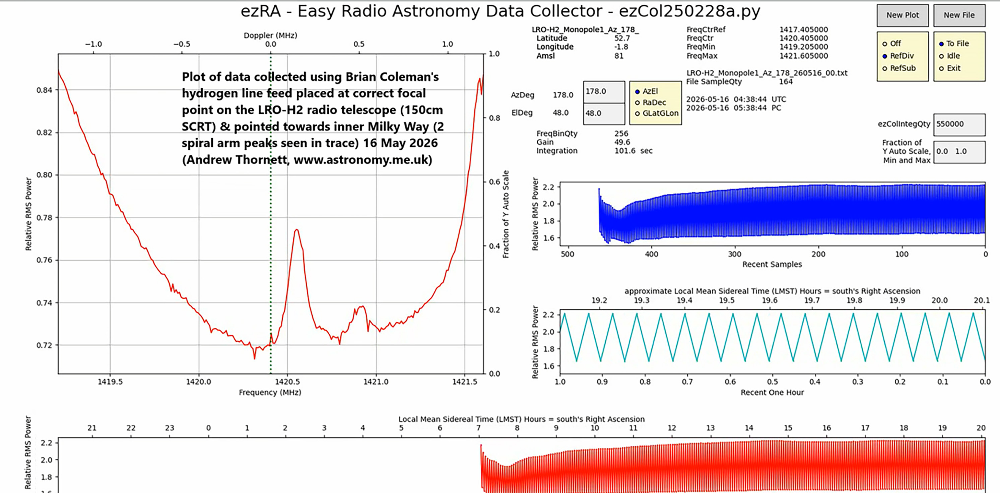 ezRA - Easy Radio Astronomy Data Collector - ezCol250228a.py
New Plot
New File
Doppler (MHz)
−1.0 −0.5 0.0 0.5 1.0
LRO-H2_Monopole1_Az_178_
Latitude 52.7
Longitude -1.8
Amsl 81
FreqCtrRef 1417.405000
FreqCtr 1420.405000
FreqMin 1419.205000
FreqMax 1421.605000
Off
RefDiv
RefSub
To File
Idle
Exit
LRO-H2_Monopole1_Az_178_260516_00.txt
File SampleQty 164
2026-05-16 04:38:44 UTC
2026-05-16 05:38:44 PC
AzDeg 178.0 178.0
ElDeg 48.0 48.0
AzEl
RaDec
GLatGLon
FreqBinQty 256
Gain 49.6
Integration 101.6 sec
ezColIntegQty 550000
Fraction of
Y Auto Scale,
Min and Max
0.0 1.0
Plot of data collected using Brian Coleman's
hydrogen line feed placed at correct focal
point on the LRO-H2 radio telescope (150cm
SCRT) & pointed towards inner Milky Way (2
spiral arm peaks seen in trace) 16 May 2026
(Andrew Thornett, www.astronomy.me.uk)
Relative RMS Power
0.84
0.82
0.80
0.78
0.76
0.74
0.72
1.0
0.8
0.6
0.4
0.2
0.0
Fraction of Y Auto Scale
1419.5 1420.0 1420.5 1421.0 1421.5
Frequency (MHz)
Relative RMS Power
2.2
2.0
1.8
1.6
500 400 300 200 100 0
Recent Samples
approximate Local Mean Sidereal Time (LMST) Hours = south's Right Ascension
19.2 19.3 19.4 19.5 19.6 19.7 19.8 19.9 20.0 20.1
Relative RMS Power
2.2
2.0
1.8
1.6
1.0 0.9 0.8 0.7 0.6 0.5 0.4 0.3 0.2 0.1 0.0
Recent One Hour
Local Mean Sidereal Time (LMST) Hours = south's Right Ascension
21 22 23 0 1 2 3 4 5 6 7 8 9 10 11 12 13 14 15 16 17 18 19 20
Relative RMS Power
2.2
2.0
1.8